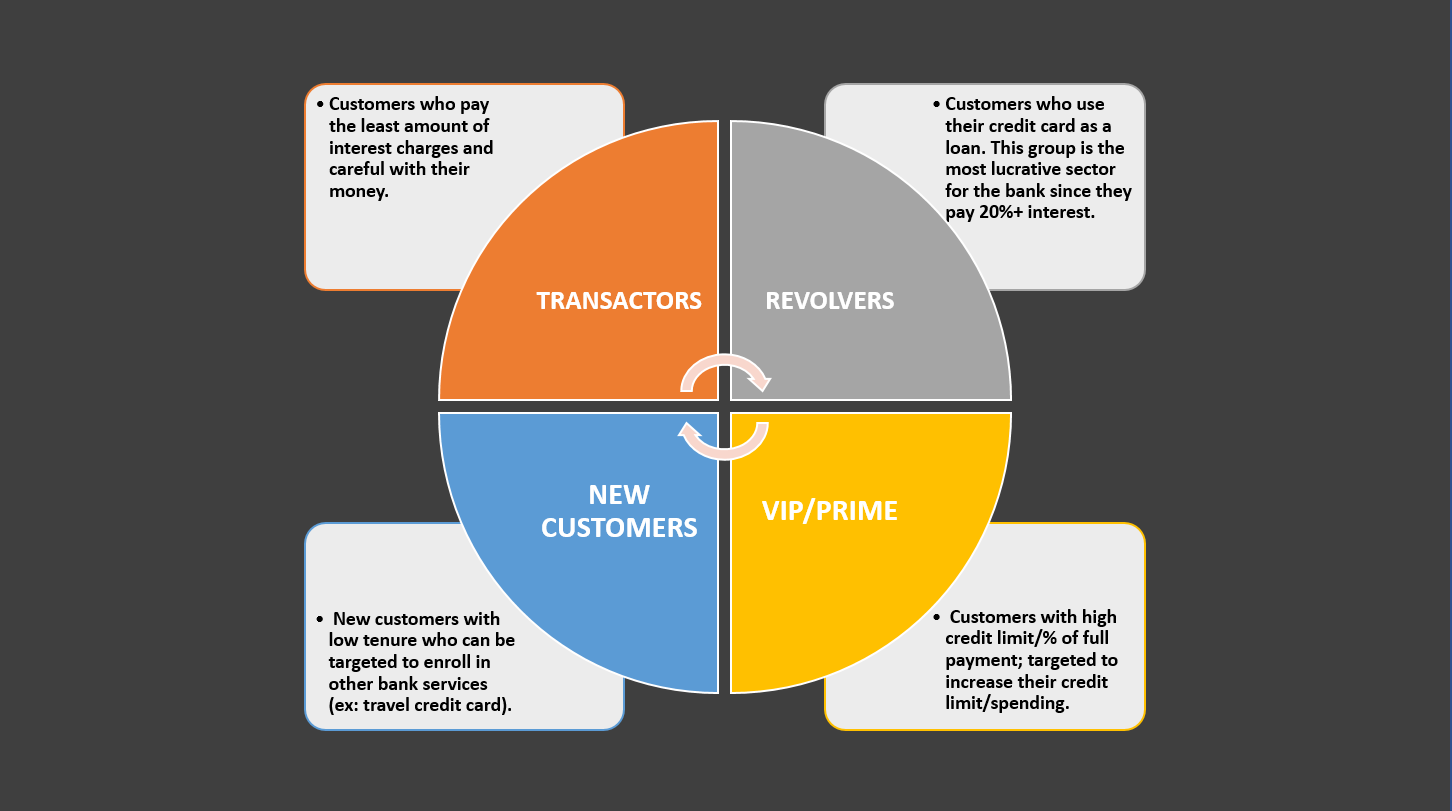 • Customers who pay
the least amount of
interest charges and
careful with their
money.
• Customers who use
their credit card as a
loan. This group is the
most lucrative sector
for the bank since they
pay 20%+ interest.
TRANSACTORS
REVOLVERS
NEW
CUSTOMERS
VIP/PRIME
• New customers with
low tenure who can be
targeted to enroll in
other bank services
(ex: travel credit card).
• Customers with high
credit limit/% of full
payment; targeted to
increase their credit
limit/spending.